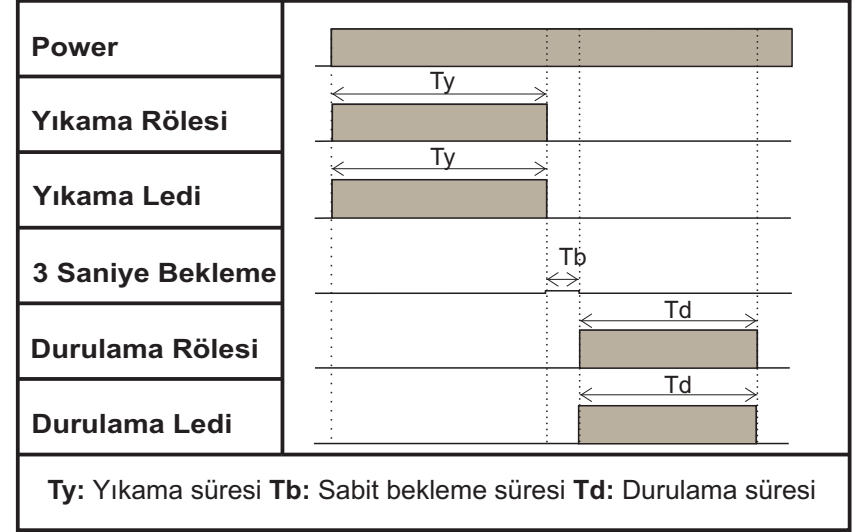 Power
Ty
Yıkama Rölesi
Ty
Yıkama Ledi
Tb
3 Saniye Bekleme
Td
Durulama Rölesi
Td
Durulama Ledi
Ty: Yıkama süresi Tb: Sabit bekleme süresi Td: Durulama süresi